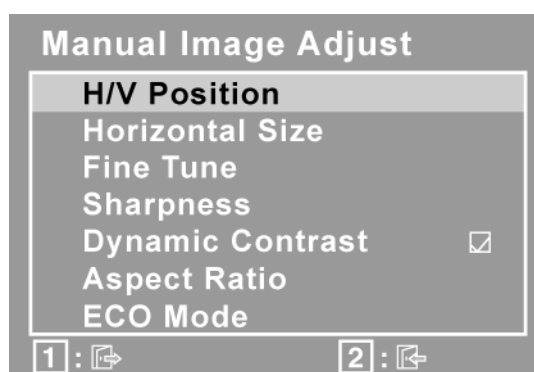 Manual Image Adjust
H/V Position
Horizontal Size
Fine Tune
Sharpness
Dynamic Contrast
Aspect Ratio
ECO Mode
1: 2: